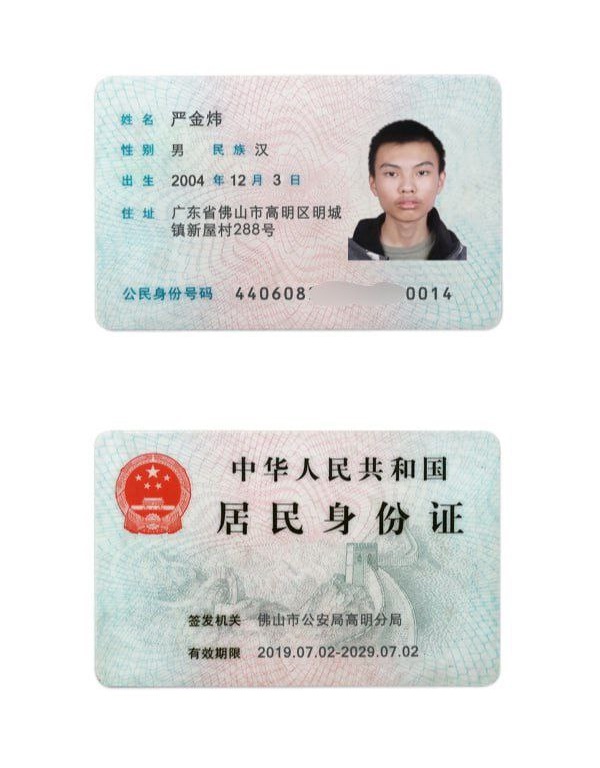 姓名 严金炜
性别 男 民族 汉
出生 2004 年 12 月 3 日
住址 广东省佛山市高明区明城
镇新屋村288号
公民身份号码 440608 0014
中华人民共和国
居民身份证
签发机关 佛山市公安局高明分局
有效期限 2019.07.02-2029.07.02